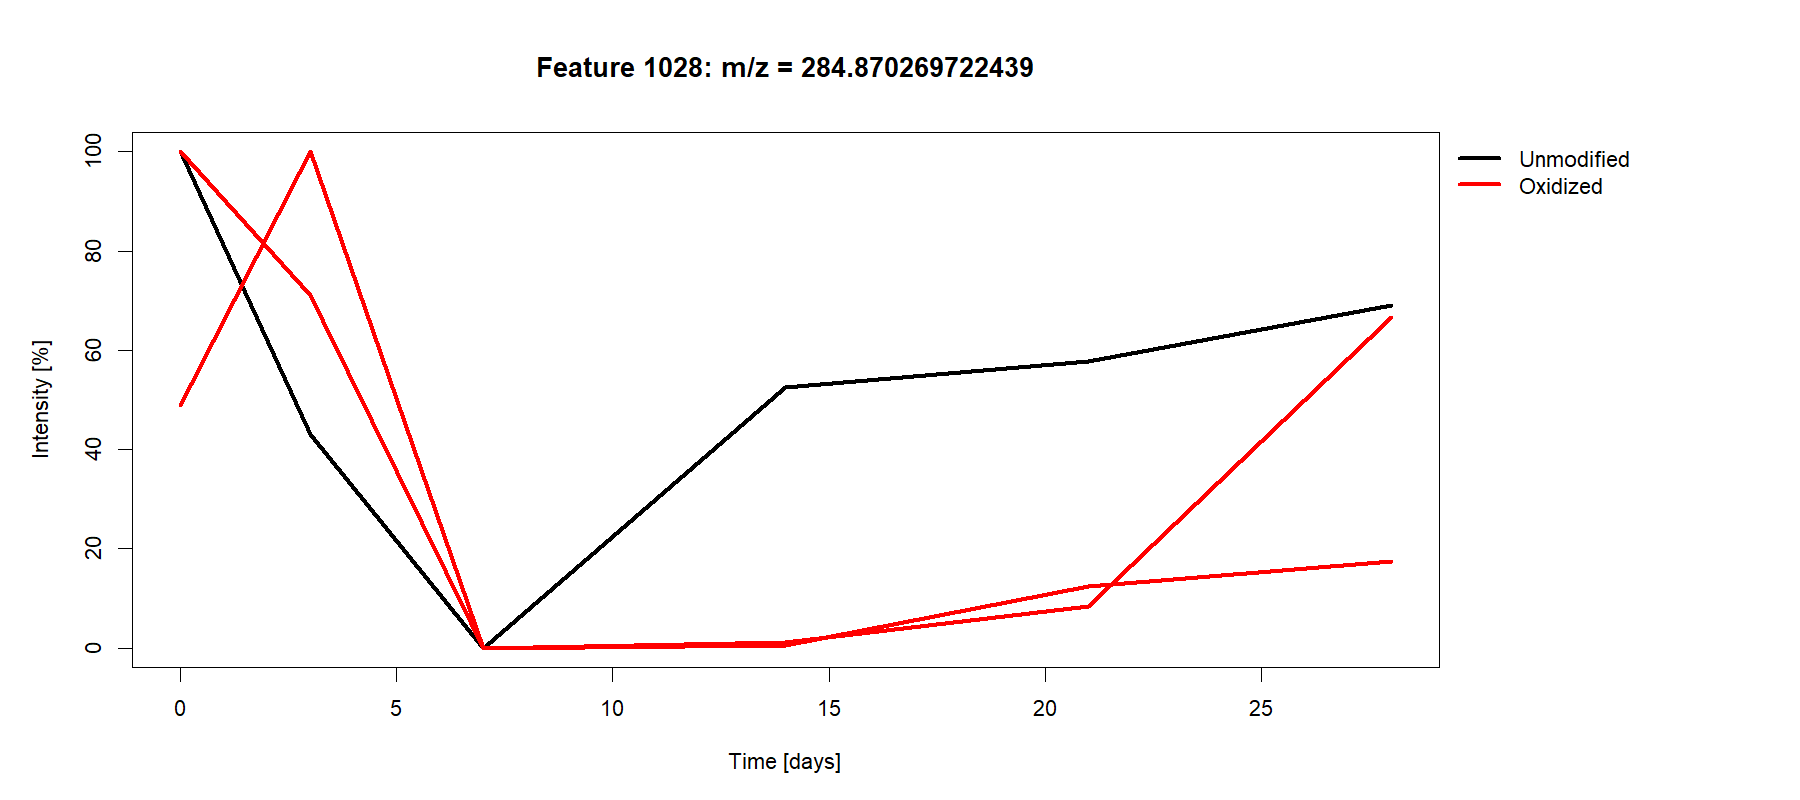 Feature 1028: m/z = 284.870269722439
Unmodified
Oxidized
Intensity [%]
100
80
60
40
20
0
0 5 10 15 20 25
Time [days]